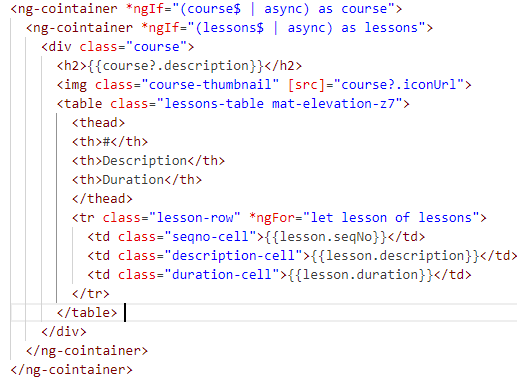 <ng-cointainer *ngIf="(course$ | async) as course">
<ng-cointainer *ngIf="(lessons$ | async) as lessons">
<div class="course">
<h2>{{course?.description}}</h2>
<img class="course-thumbnail" [src]="course?.iconUrl">
<table class="lessons-table mat-elevation-z7">
<thead>
<th>#</th>
<th>Description</th>
<th>Duration</th>
</thead>
<tr class="lesson-row" *ngFor="let lesson of lessons">
<td class="seqno-cell">{{lesson.seqNo}}</td>
<td class="description-cell">{{lesson.description}}</td>
<td class="duration-cell">{{lesson.duration}}</td>
</tr>
</table>
</div>
</ng-cointainer>
</ng-cointainer>